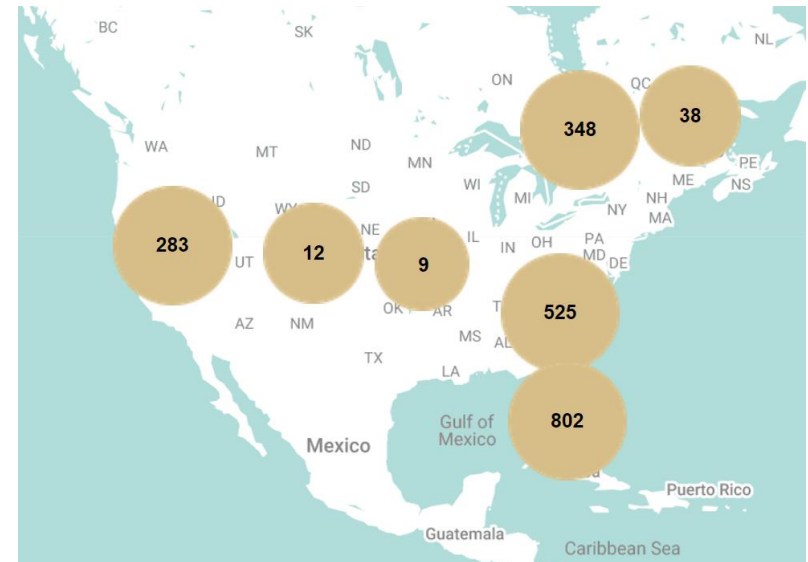 BC
SK
NL
ON
QC
348
38
WA
MT
ND
MN
PE
SD
WI
MI
ME
NS
NH
NY
MA
ID
WY
NE
283
UT
12
9
IL
IN
OH
PA
MD
DE
OK
AR
525
AZ
NM
MS
AL
TX
LA
802
Gulf of
Mexico
Mexico
Puerto Rico
Guatemala
Caribbean Sea